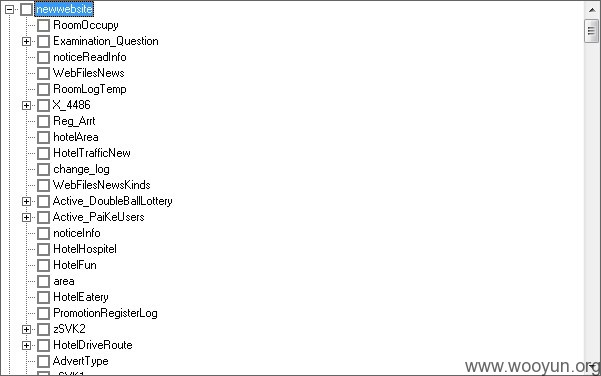 newwebsite
RoomOccupy
Examination_Question
noticeReadInfo
WebFilesNews
RoomLogTemp
X_4486
Reg_Arrt
hotelArea
HotelTrafficNew
change_log
WebFilesNewsKinds
Active_DoubleBallLottery
Active_PaiKeUsers
noticeInfo
HotelHospitel
HotelFun
area
HotelEatery
PromotionRegisterLog
zSVK2
HotelDriveRoute
AdvertType
www.wooyun.org